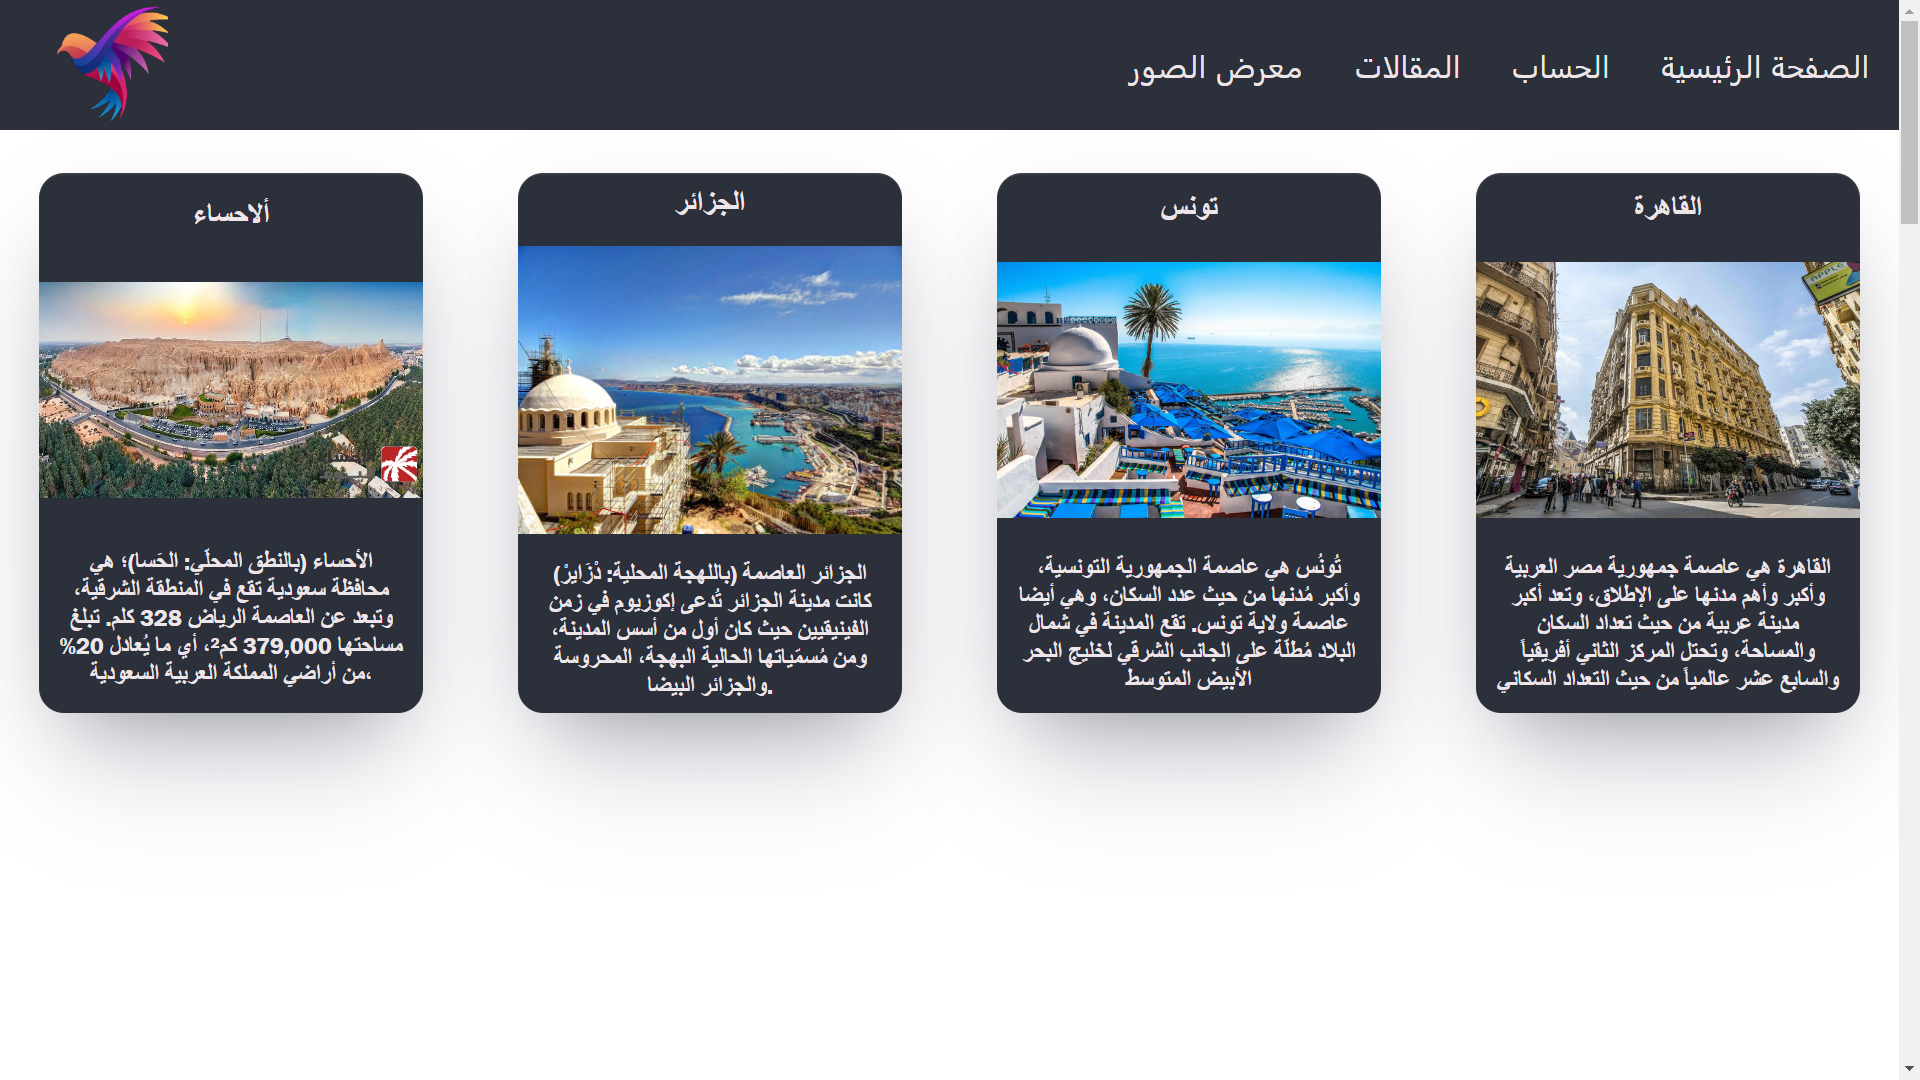 الصفحة الرئيسية
الحساب
المقالات
معرض الصور
القاهرة
القاهرة هي عاصمة جمهورية مصر العربية
وأكبر وأهم مدنها على الإطلاق، وتعد أكبر
مدينة عربية من حيث تعداد السكان
والمساحة، وتحتل المركز الثاني أفريقياً
والسابع عشر عالمياً من حيث التعداد السكاني
تونس
تُونُس هي عاصمة الجمهورية التونسية،
وأكبر مُدنها من حيث عدد السكان، وهي أيضا
عاصمة ولاية تونس. تقع المدينة في شمال
البلاد مُطلّة على الجانب الشرقي لخليج البحر
الأبيض المتوسط
الجزائر
الجزائر العاصمة (باللهجة المحلية: دْزَايرْ)
كانت مدينة الجزائر تُدعى إكوزيوم في زمن
الفينيقيين حيث كان أول من أسس المدينة،
ومن مُسمّياتها الحالية البهجة، المحروسة
والجزائر البيضا.
ألاحساء
الأحساء (بالنطق المحلّي: الحَسا)؛ هي
محافظة سعودية تقع في المنطقة الشرقية،
وتبعد عن العاصمة الرياض 328 كلم. تبلغ
مساحتها 379,000 كم²، أي ما يُعادل 20%
من أراضي المملكة العربية السعودية،